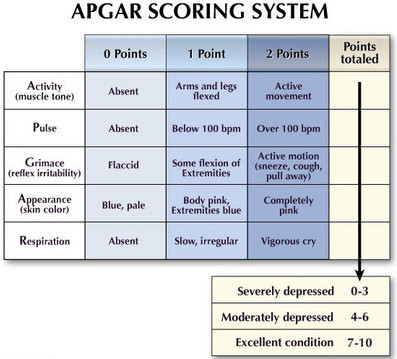 APGAR SCORING SYSTEM
0 Points 1 Point 2 Points Points totaled
Activity (muscle tone) Absent Arms and legs flexed Active movement
Pulse Absent Below 100 bpm Over 100 bpm
Grimace (reflex irritability) Flaccid Some flexion of Extremities Active motion (sneeze, cough, pull away)
Appearance (skin color) Blue, pale Body pink, Extremities blue Completely pink
Respiration Absent Slow, irregular Vigorous cry
Severely depressed 0-3
Moderately depressed 4-6
Excellent condition 7-10